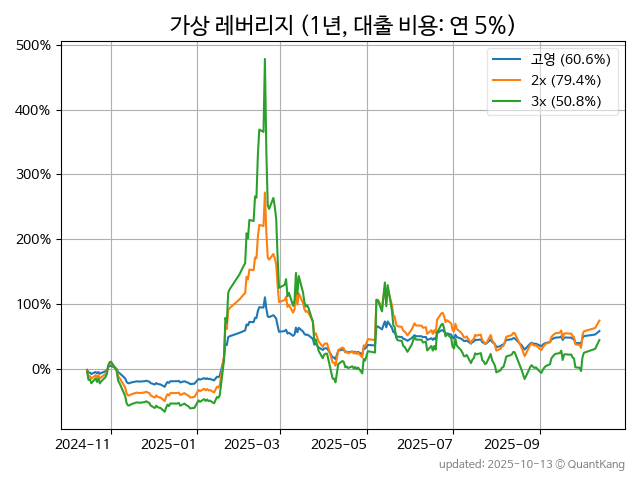 가상 레버리지 (1년, 대출 비용: 연 5%)
500%
400%
300%
200%
100%
0%
고영 (60.6%)
2x (79.4%)
3x (50.8%)
2024-11
2025-01
2025-03
2025-05
2025-07
2025-09
updated: 2025-10-13 © QuantKang